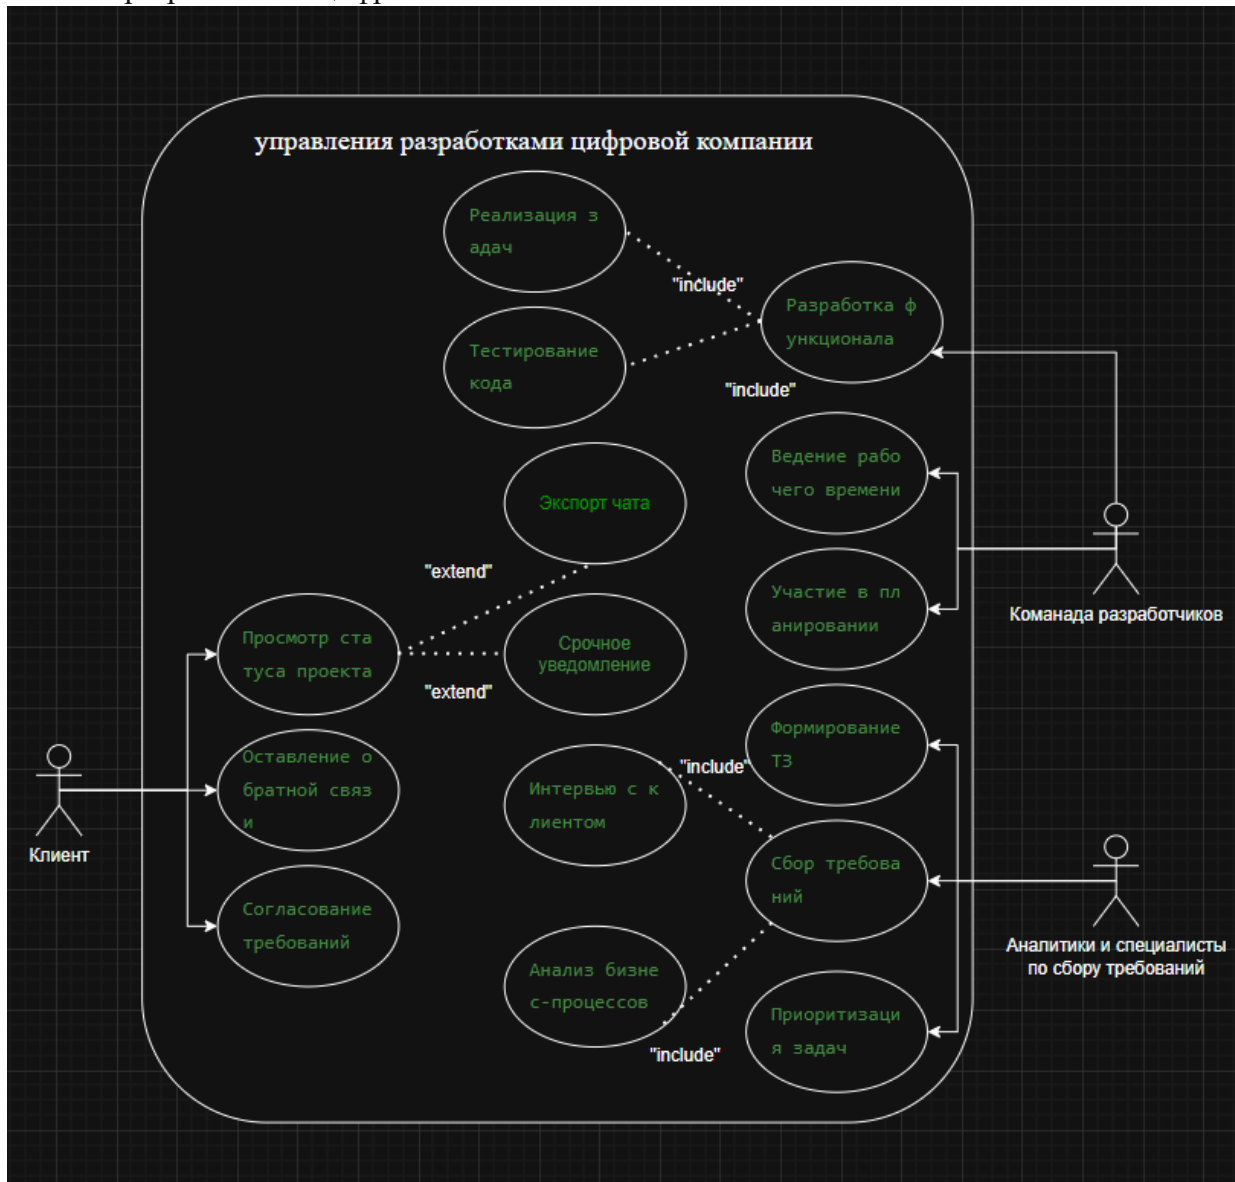 управления разработками цифровой компании
Реализация з
адач
"include"
Разработка ф
ункционала
Тестирование
кода
"include"
Ведение рабо
чего времени
Экспорт чата
"extend"
Участие в пл
анировании
Команада разработчиков
Просмотр ста
туса проекта
Срочное
уведомление
"extend"
Формирование
ТЗ
Оставление о
братной связ
и
"include"
Интервью с к
лиентом
Клиент
Сбор требова
ний
Согласование
требований
Аналитики и специалисты
по сбору требований
Анализ бизне
с-процессов
Приоритизаци
я задач
"include"